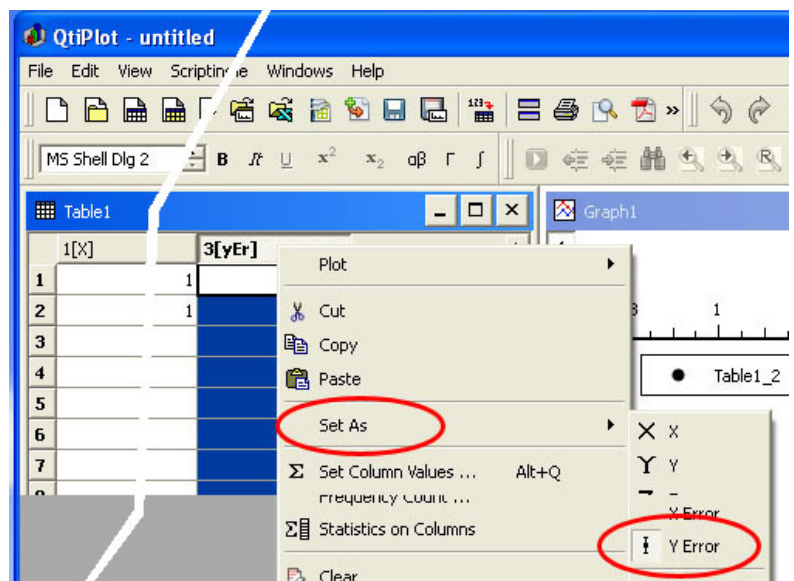 QtiPlot - untitled
File Edit View Windows Help
MS Shell Dlg 2 B It U x² x₂ αβ Γ ∫
Table1
Graph1
1[X] 3[yEr]
1 1
2 1
3
4
5
6
7
Plot
Cut
Copy
Paste
Set As
Set Column Values ... Alt+Q
Frequency Count ...
Statistics on Columns
Clear
1
Table1_2
X
Y
X Error
Y Error